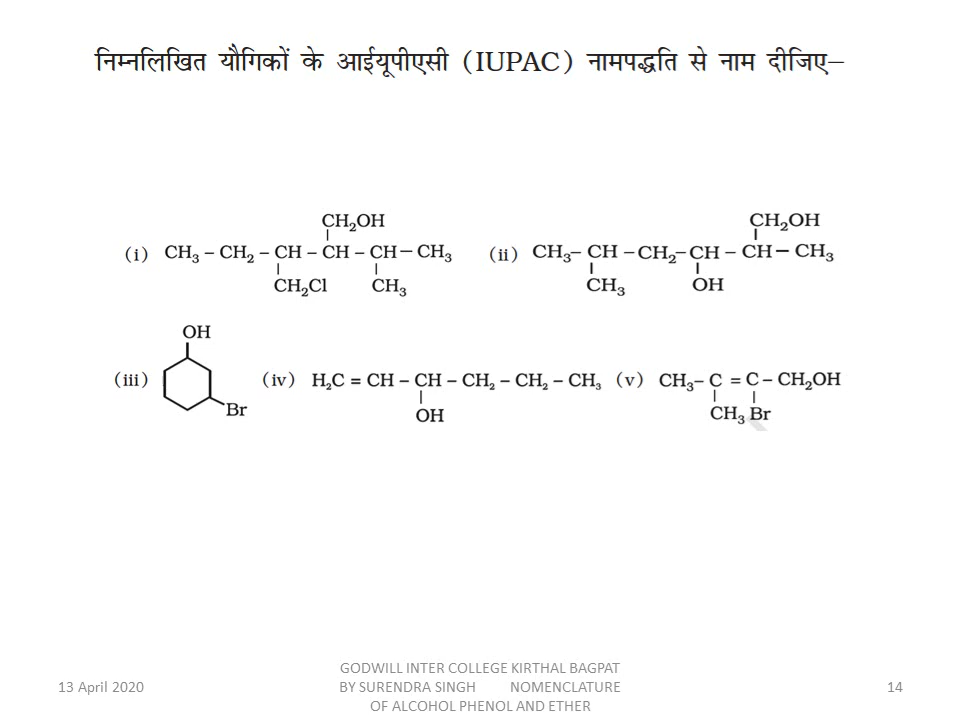 निम्नलिखित यौगिकों के आईयूपीएसी (IUPAC) नामपद्धति से नाम दीजिए–
CH₂OH
(i) CH₃ – CH₂ – CH – CH – CH – CH₃
CH₂Cl CH₃
CH₂OH
(ii) CH₃– CH – CH₂– CH – CH – CH₃
CH₃ OH
OH
(iii)
Br
(iv) H₂C = CH – CH – CH₂ – CH₂ – CH₃
OH
(v) CH₃– C = C – CH₂OH
CH₃ Br
13 April 2020
GODWILL INTER COLLEGE KIRTHAL BAGPAT
BY SURENDRA SINGH NOMENCLATURE
OF ALCOHOL PHENOL AND ETHER
14